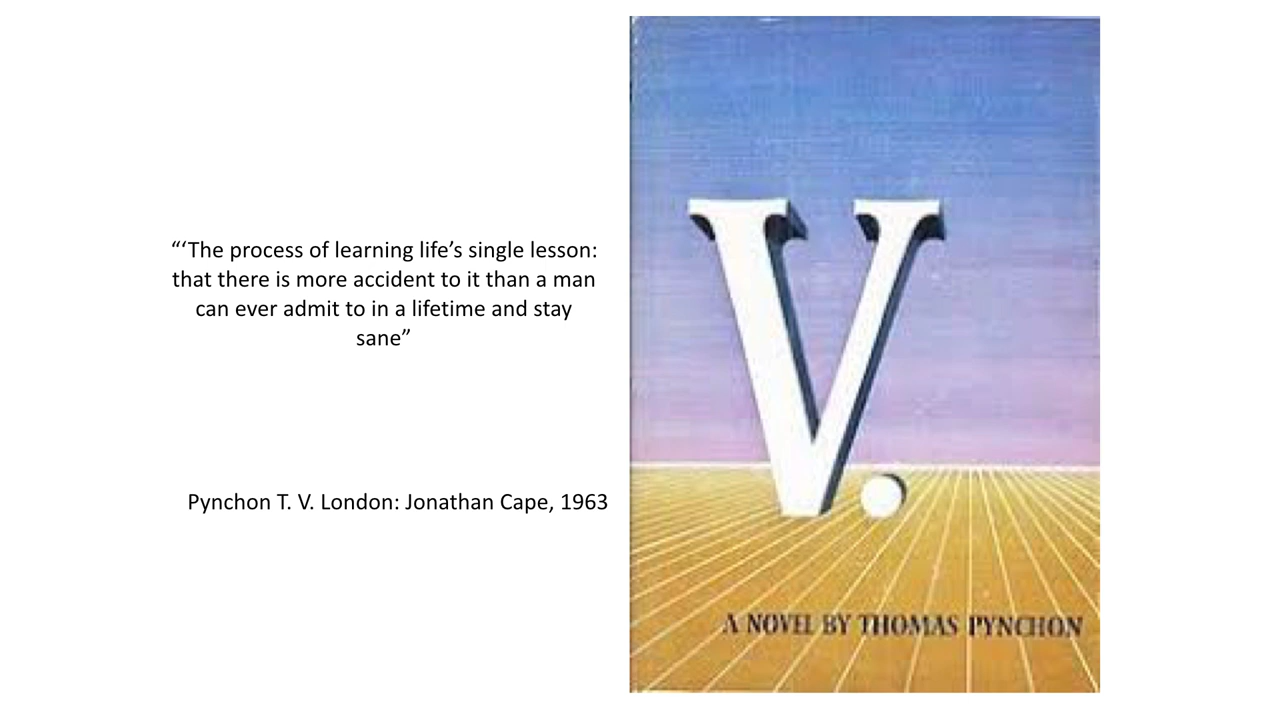 “‘The process of learning life’s single lesson:
that there is more accident to it than a man
can ever admit to in a lifetime and stay
sane”
Pynchon T. V. London: Jonathan Cape, 1963
V.
A NOVEL BY THOMAS PYNCHON